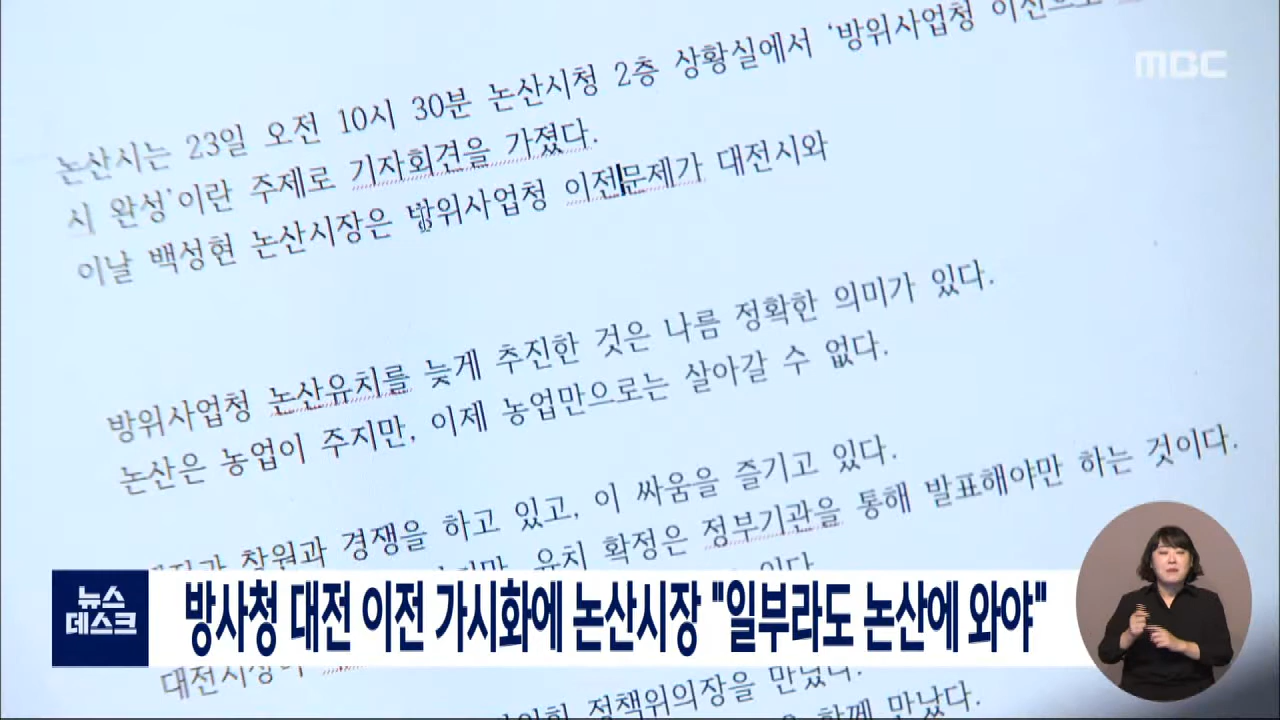 MBC
논산시는 23일 오전 10시 30분 논산시청 2층 상황실에서 '방위사업청 이전으로
시 완성'이란 주제로 기자회견을 가졌다.
이날 백성현 논산시장은 방위사업청 이전문제가 대전시와
방위사업청 논산유치를 늦게 추진한 것은 나름 정확한 의미가 있다.
논산은 농업이 주지만, 이제 농업만으로는 살아갈 수 없다.
창원과 경쟁을 하고 있고, 이 싸움을 즐기고 있다.
유치 확정은 정부기관을 통해 발표해야만 하는 것이다.
뉴스
데스크
방사청 대전 이전 가시화에 논산시장 "일부라도 논산에 와야"
대전시장이
정책위의장을 만났다.
함께 만났다.